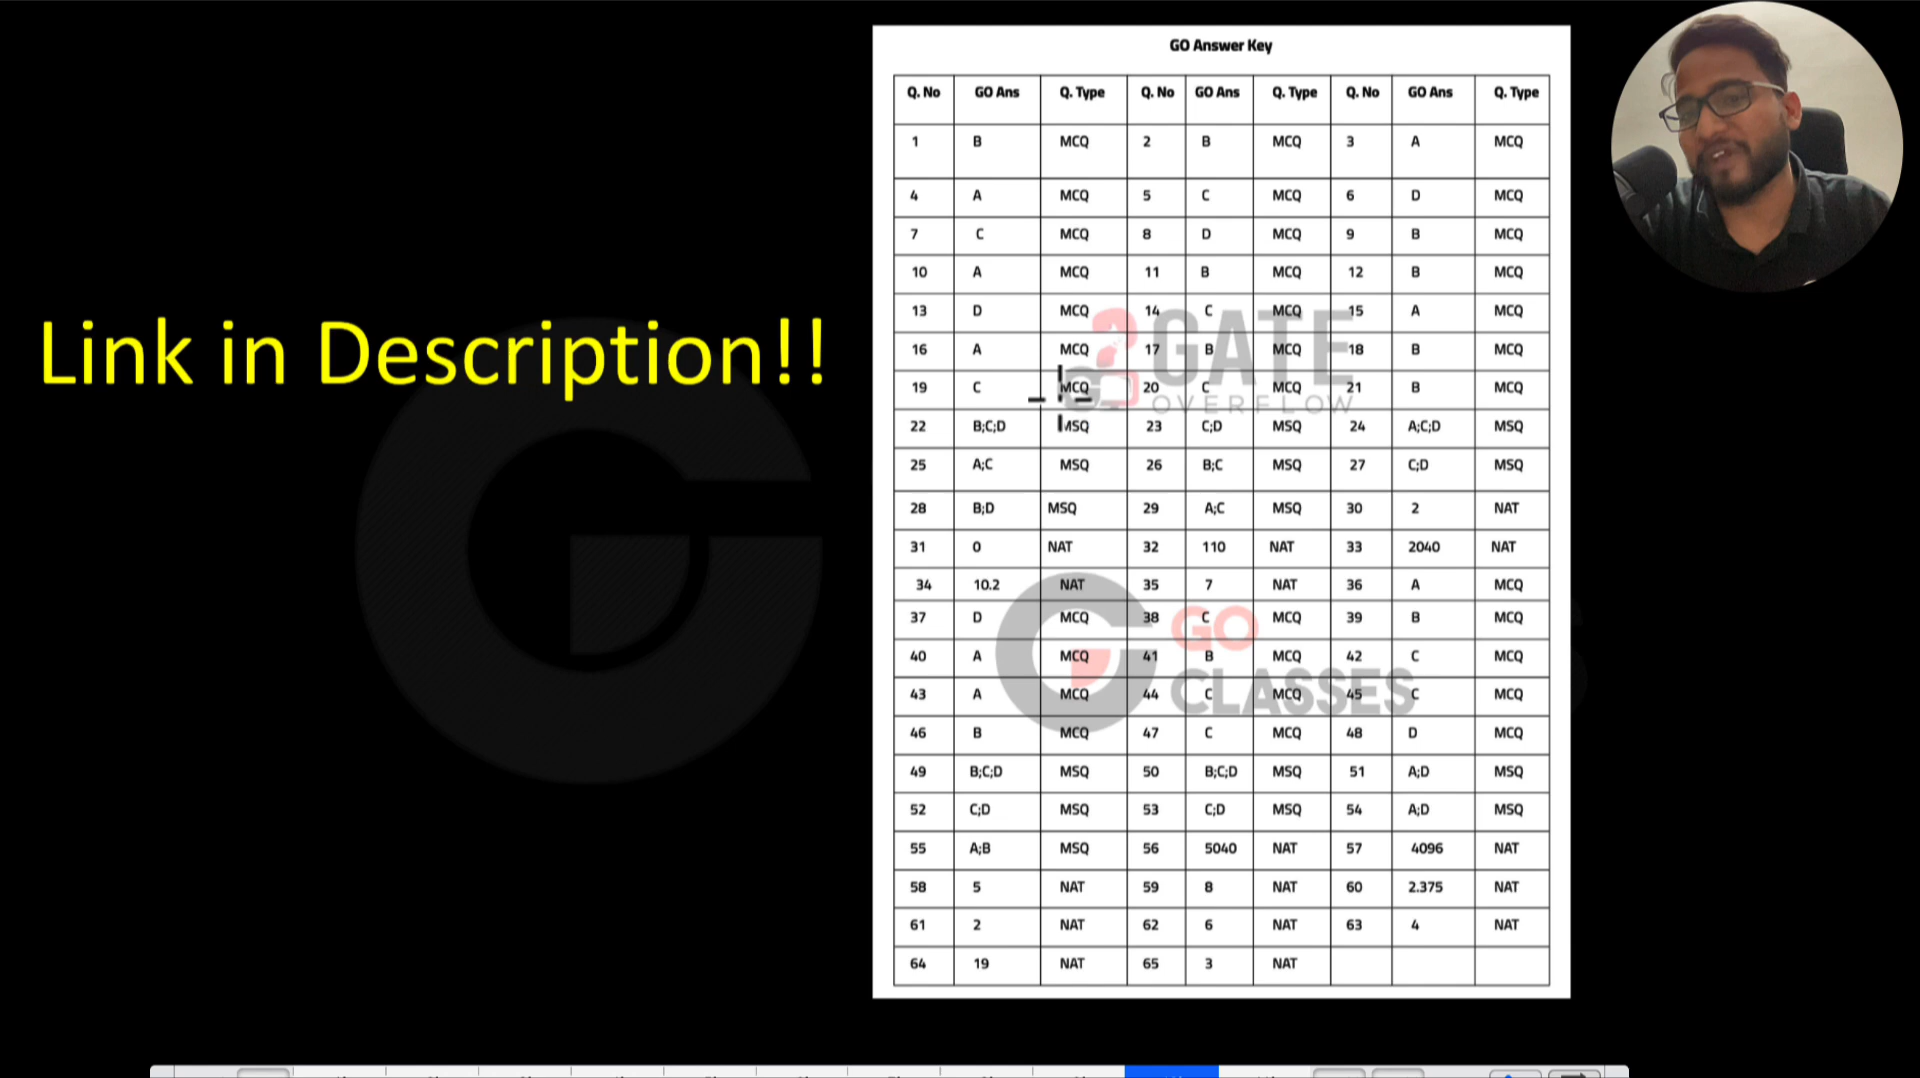 GO Answer Key
Q. No GO Ans Q. Type Q. No GO Ans Q. Type Q. No GO Ans Q. Type
1 B MCQ 2 B MCQ 3 A MCQ
4 A MCQ 5 C MCQ 6 D MCQ
7 C MCQ 8 D MCQ 9 B MCQ
10 A MCQ 11 B MCQ 12 B MCQ
13 D MCQ 14 C MCQ 15 A MCQ
16 A MCQ 17 B MCQ 18 B MCQ
19 C MCQ 20 C MCQ 21 B MCQ
22 B;C;D MSQ 23 C;D MSQ 24 A;C;D MSQ
25 A;C MSQ 26 B;C MSQ 27 C;D MSQ
28 B;D MSQ 29 A;C MSQ 30 2 NAT
31 0 NAT 32 110 NAT 33 2040 NAT
34 10.2 NAT 35 7 NAT 36 A MCQ
37 D MCQ 38 C MCQ 39 B MCQ
40 A MCQ 41 B MCQ 42 C MCQ
43 A MCQ 44 C MCQ 45 C MCQ
46 B MCQ 47 C MCQ 48 D MCQ
49 B;C;D MSQ 50 B;C;D MSQ 51 A;D MSQ
52 C;D MSQ 53 C;D MSQ 54 A;D MSQ
55 A;B MSQ 56 5040 NAT 57 4096 NAT
58 5 NAT 59 8 NAT 60 2.375 NAT
61 2 NAT 62 6 NAT 63 4 NAT
64 19 NAT 65 3 NAT
GATE
OVERFLOW
GO
CLASSES
Link in Description!!